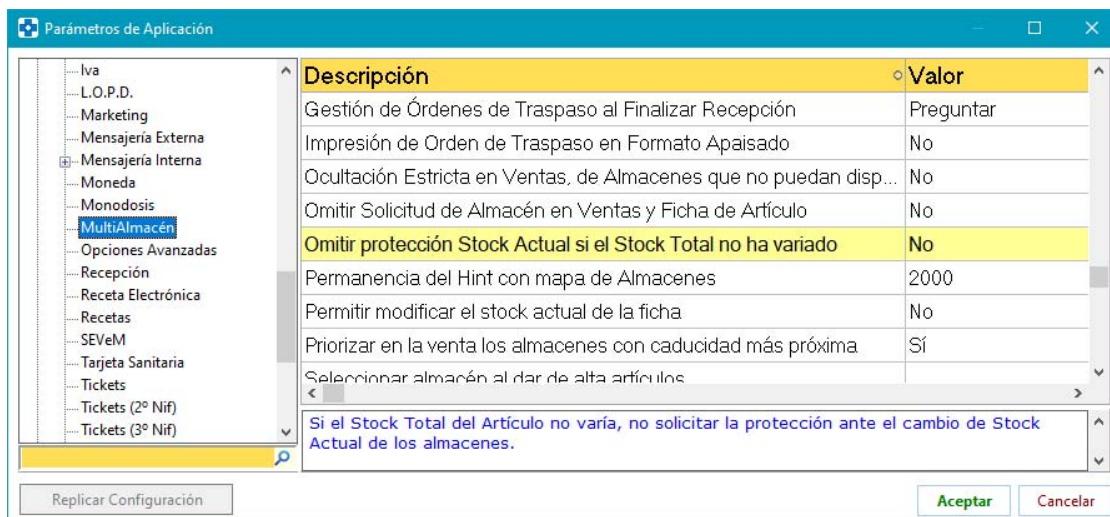 Parámetros de Aplicación
Iva
L.O.P.D.
Marketing
Mensajería Externa
Mensajería Interna
Moneda
Monodosis
MultiAlmacén
Opciones Avanzadas
Recepción
Receta Electrónica
Recetas
SEVeM
Tarjeta Sanitaria
Tickets
Tickets (2º Nif)
Tickets (3º Nif)
Descripción Valor
Gestión de Órdenes de Traspaso al Finalizar Recepción Preguntar
Impresión de Orden de Traspaso en Formato Apaisado No
Ocultación Estricta en Ventas, de Almacenes que no puedan disp... No
Omitir Solicitud de Almacén en Ventas y Ficha de Artículo No
Omitir protección Stock Actual si el Stock Total no ha variado No
Permanencia del Hint con mapa de Almacenes 2000
Permitir modificar el stock actual de la ficha No
Priorizar en la venta los almacenes con caducidad más próxima Sí
Seleccionar almacén al dar de alta artículos
Si el Stock Total del Artículo no varía, no solicitar la protección ante el cambio de Stock
Actual de los almacenes.
Replicar Configuración
Aceptar
Cancelar